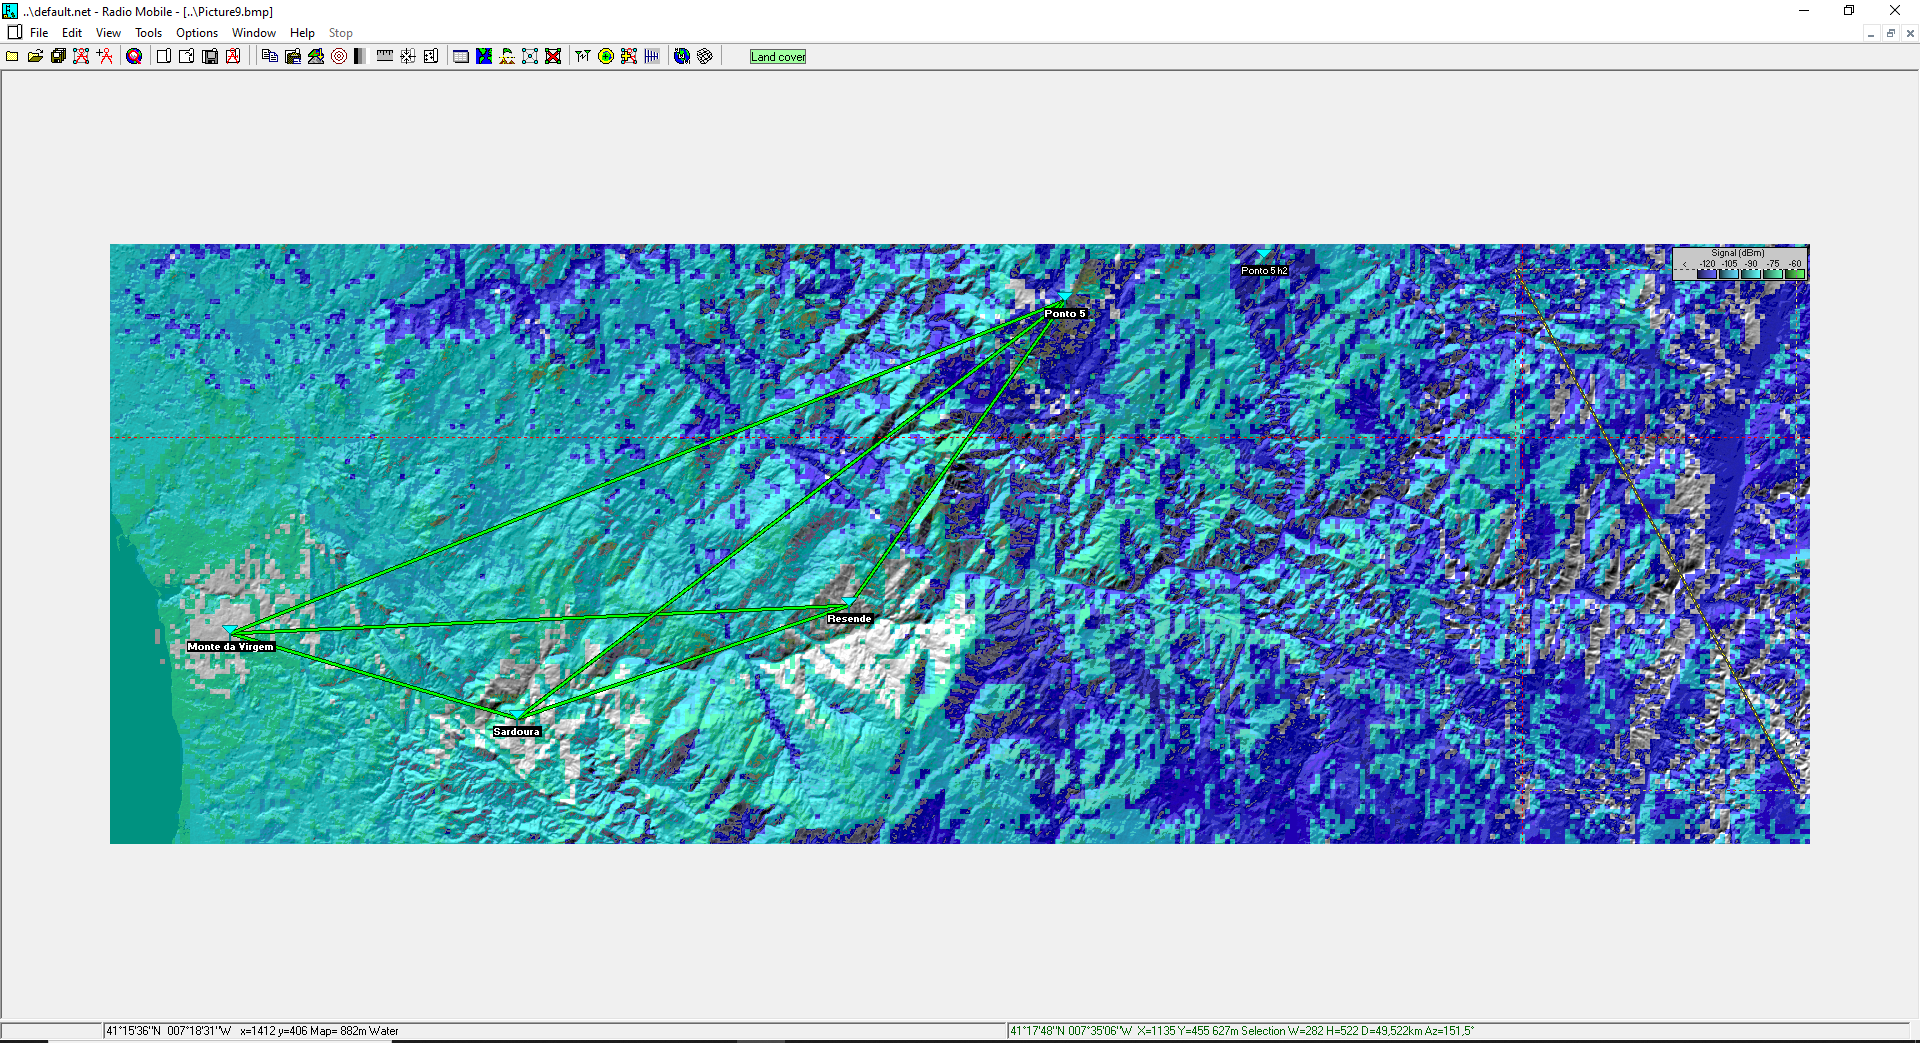 ..\default.net - Radio Mobile - [..\Picture9.bmp]
File Edit View Tools Options Window Help Stop
Land cover
Signal (dBm)
< -120 -105 -90 -75 -60
Ponto 5 h2
Ponto 5
Resende
Monte da Virgem
Sardoura
41°15'36"N 007°18'31"W x=1412 y=406 Map= 882m Water
41°17'48"N 007°35'06"W X=1135 Y=455 627m Selection W=282 H=522 D=49,522km Az=151,5°